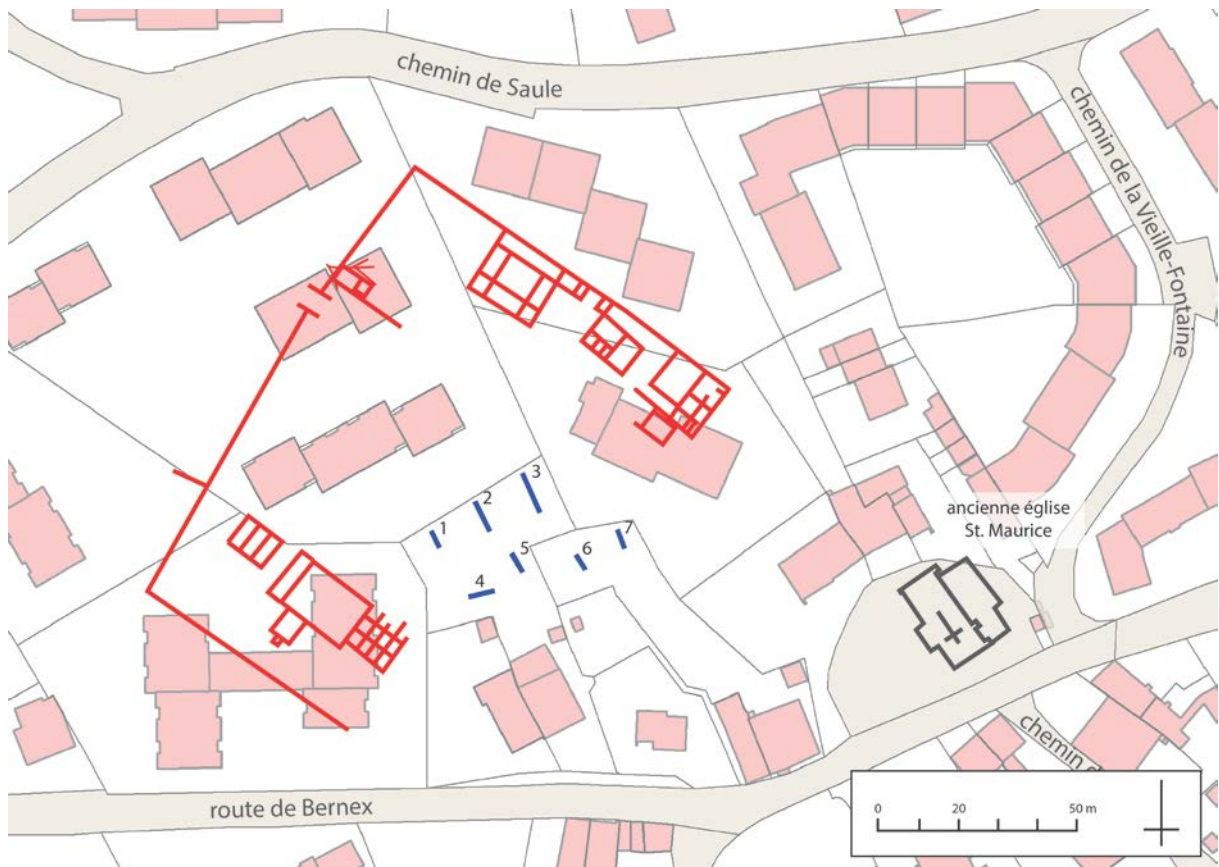 chemin de Saule
chemin de la Vieille-Fontaine
3
2
1
7
5
6
4
ancienne église
St. Maurice
chemin d
route de Bernex
0 20 50 m